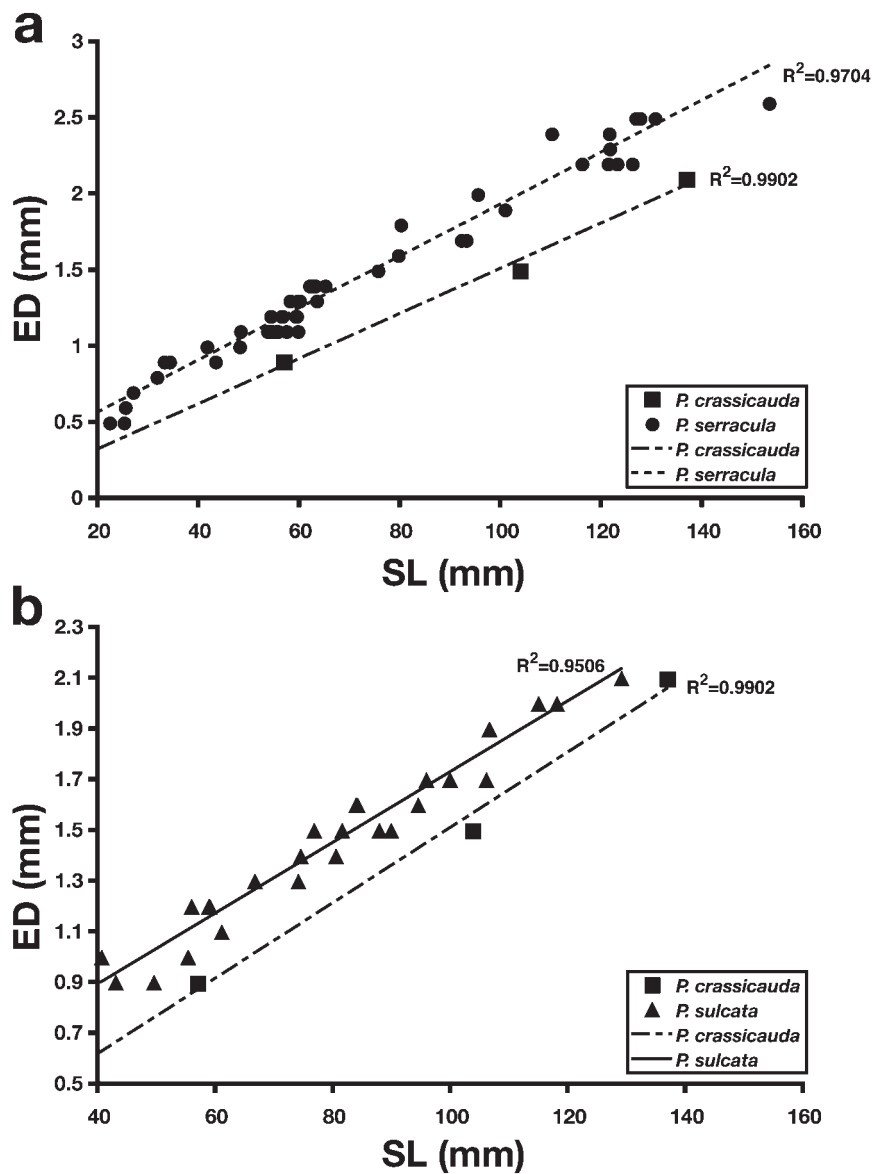 a
3
2.5
2
1.5
1
0.5
0
ED (mm)
R²=0.9704
R²=0.9902
P. crassicauda
P. serracula
P. crassicauda
P. serracula
20 40 60 80 100 120 140 160
SL (mm)
b
2.3
2.1
1.9
1.7
1.5
1.3
1.1
0.9
0.7
0.5
ED (mm)
R²=0.9506
R²=0.9902
P. crassicauda
P. sulcata
P. crassicauda
P. sulcata
40 60 80 100 120 140 160
SL (mm)